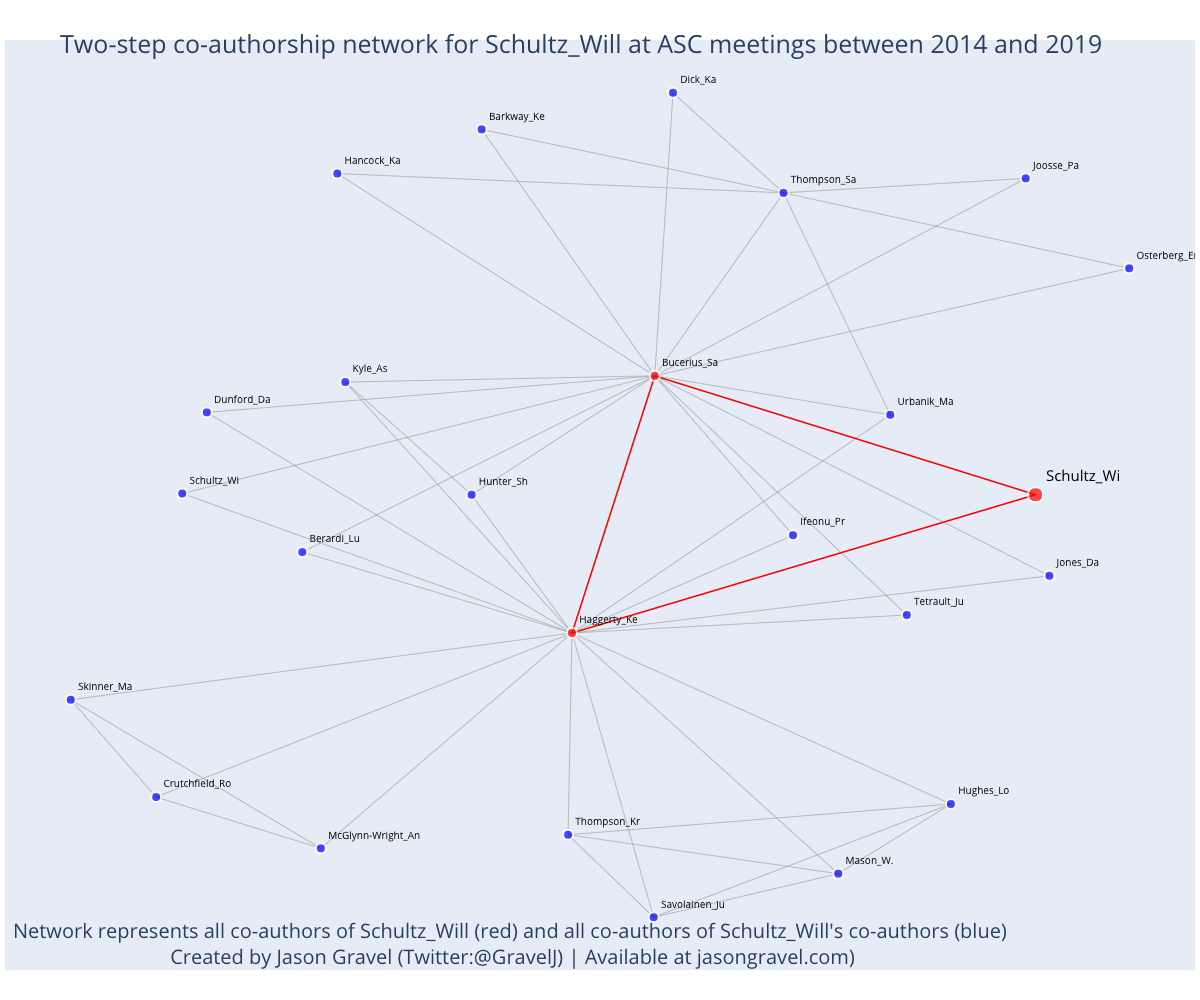 Two-step co-authorship network for Schultz_Will at ASC meetings between 2014 and 2019
Dick_Ka
Barkway_Ke
Hancock_Ka
Joosse_Pa
Thompson_Sa
Osterberg_Er
Bucerius_Sa
Kyle_As
Dunford_Da
Urbanik_Ma
Schultz_Wi
Schultz_Wi
Hunter_Sh
Ifeonu_Pr
Berardi_Lu
Jones_Da
Tetrault_Ju
Haggerty_Ke
Skinner_Ma
Crutchfield_Ro
Hughes_Lo
Thompson_Kr
McGlynn-Wright_An
Mason_W.
Savolainen_Ju
Network represents all co-authors of Schultz_Will (red) and all co-authors of Schultz_Will's co-authors (blue)
Created by Jason Gravel (Twitter:@GravelJ) | Available at jasongravel.com)